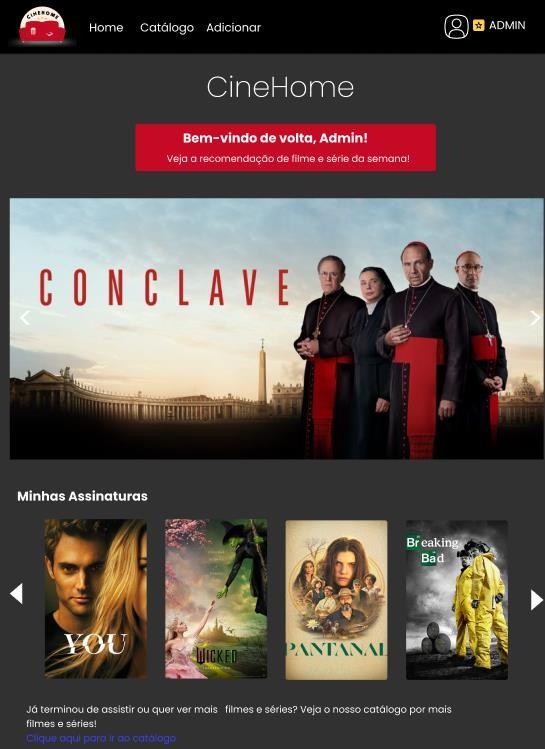 CINEHOME
Home Catálogo Adicionar
ADMIN
CineHome
Bem-vindo de volta, Admin!
Veja a recomendação de filme e série da semana!
CONCLAVE
Minhas Assinaturas
YOU
WICKED
PANTANAL
Breaking
Bad
Já terminou de assistir ou quer ver mais filmes e séries? Veja o nosso catálogo por mais
filmes e séries!
Clique aqui para ir ao catálogo